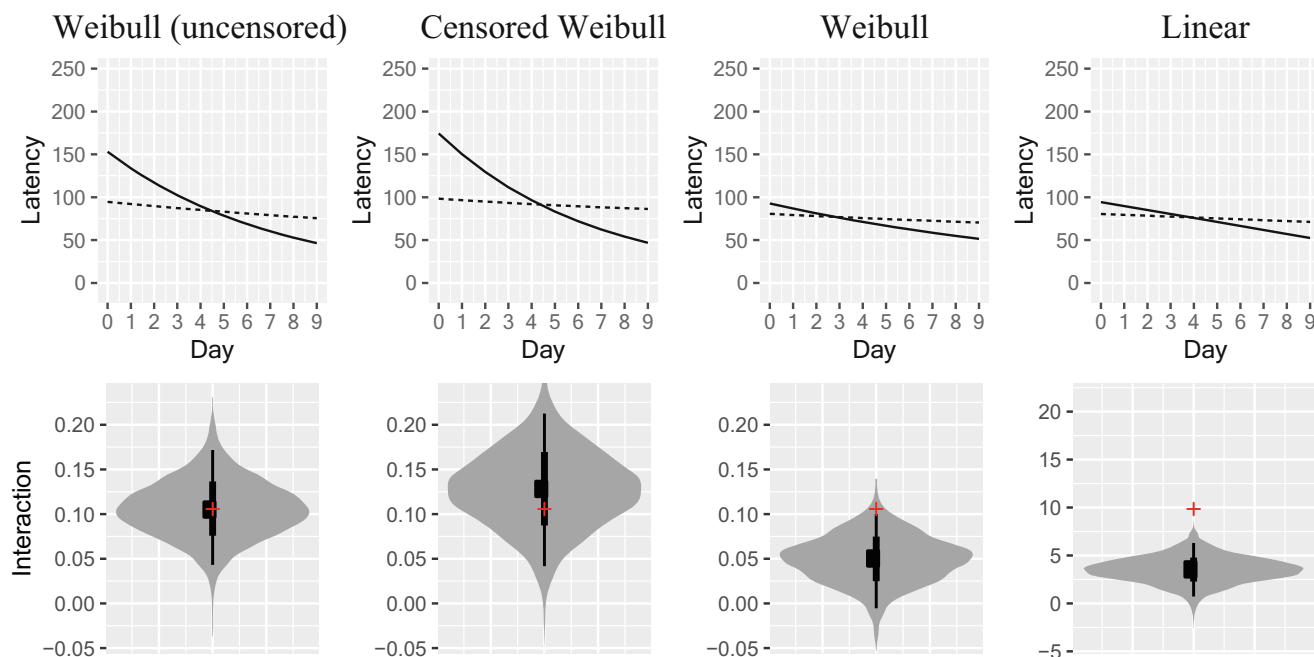 Weibull (uncensored) Censored Weibull Weibull Linear
250 250 250 250
200 200 200 200
150 150 150 150
100 100 100 100
50 50 50 50
0 0 0 0
Latency Latency Latency Latency
0 1 2 3 4 5 6 7 8 9 0 1 2 3 4 5 6 7 8 9 0 1 2 3 4 5 6 7 8 9 0 1 2 3 4 5 6 7 8 9
Day Day Day Day
0.20 0.20 0.20 20
0.15 0.15 0.15 15
0.10 0.10 0.10 10
0.05 0.05 0.05 5
0.00 0.00 0.00 0
−0.05 −0.05 −0.05 −5
Interaction